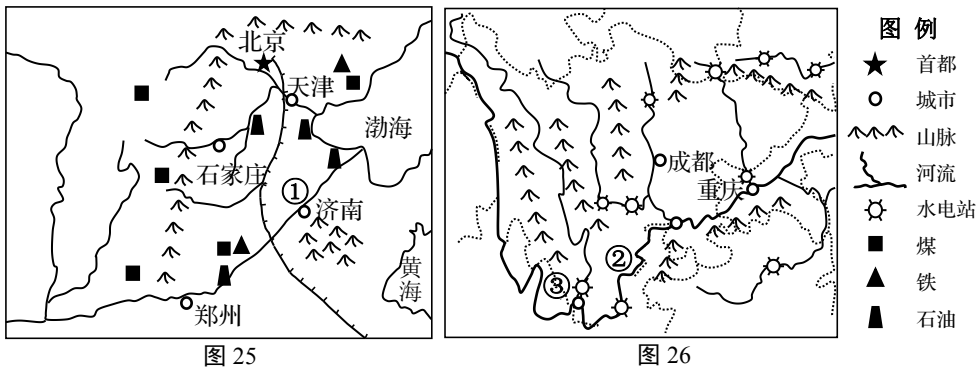 北京
天津
渤海
石家庄
①
济南
黄海
郑州
图 25
成都
重庆
②
③
图 26
图 例
首都
城市
山脉
河流
水电站
煤
铁
石油